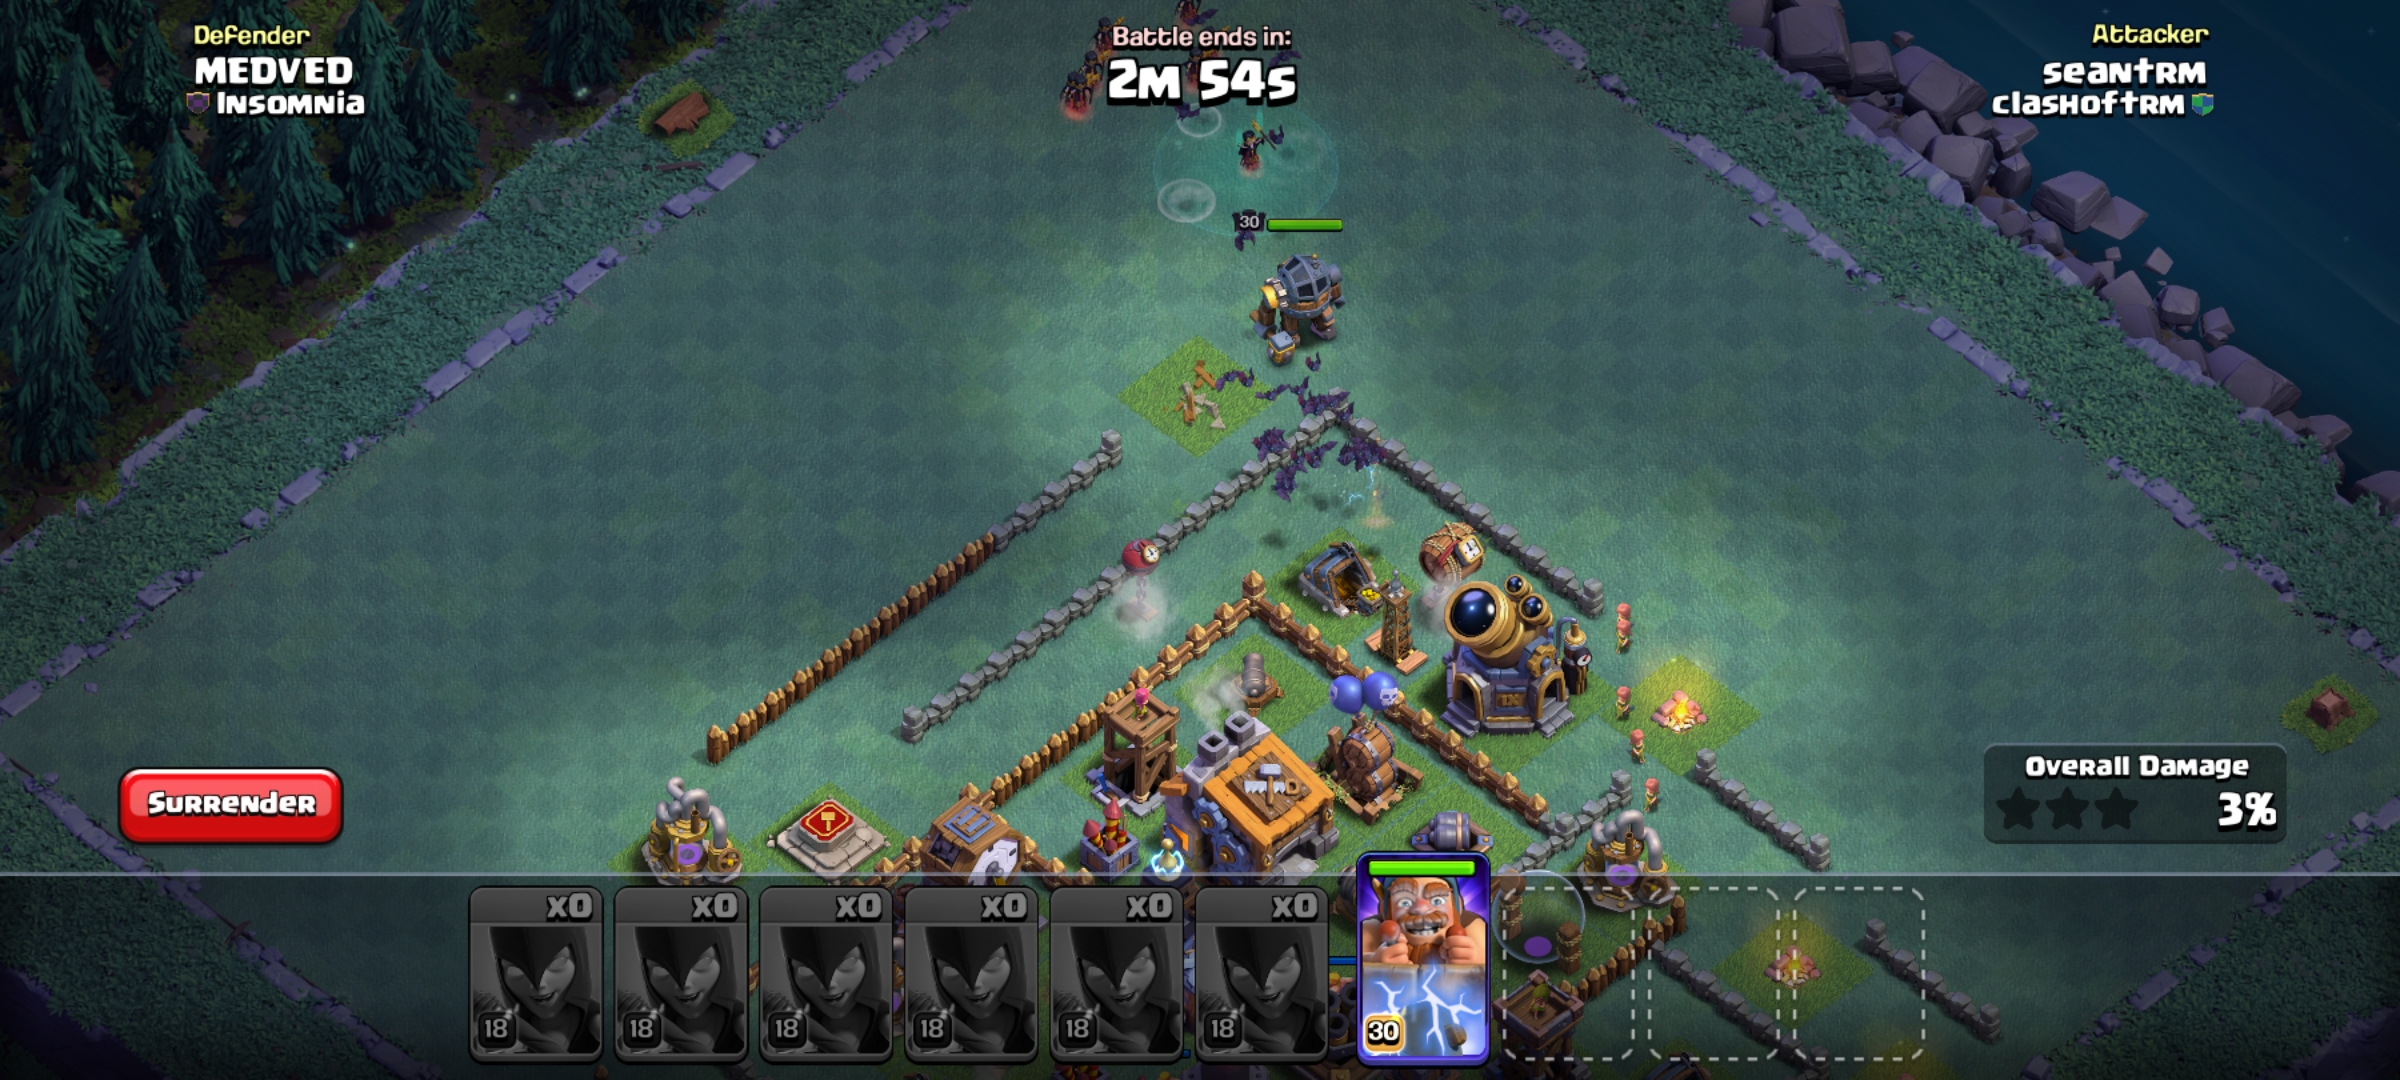 Defender
MEDVED
Insomnia
Battle ends in:
2M 54s
Attacker
seantRM
clashoftRM
30
Surrender
Overall Damage
3%
x0
x0
x0
x0
x0
x0
18
18
18
18
18
18
30